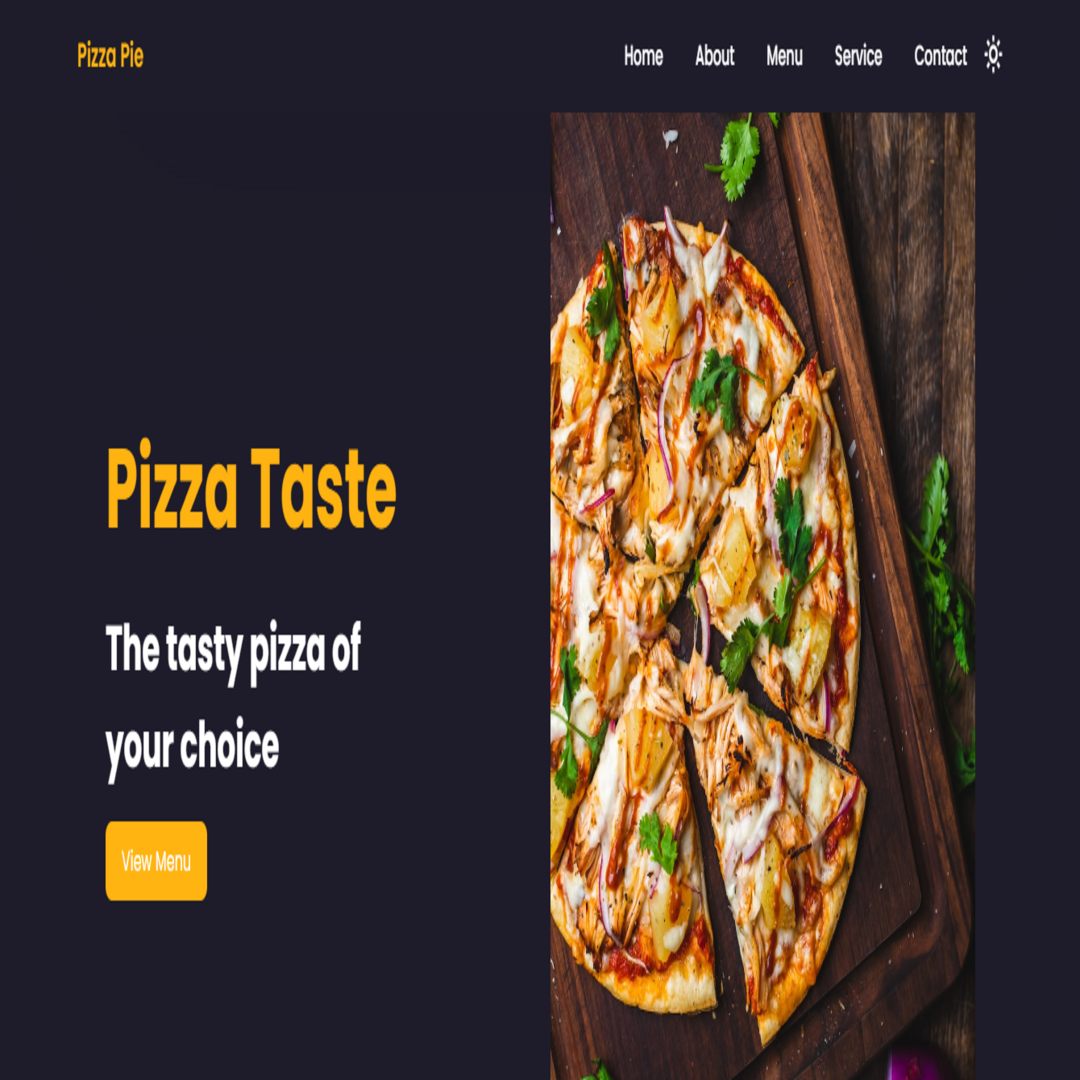 Pizza Pie
Home About Menu Service Contact
Pizza Taste
The tasty pizza of
your choice
View Menu